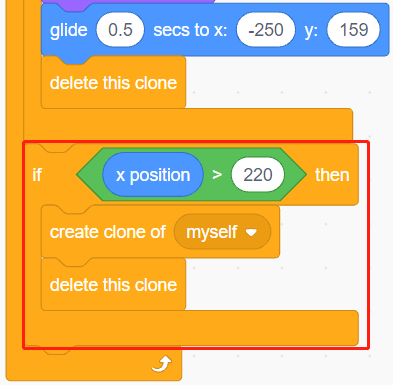 glide 0.5 secs to x: -250 y: 159
delete this clone
if x position > 220 then
create clone of myself
delete this clone